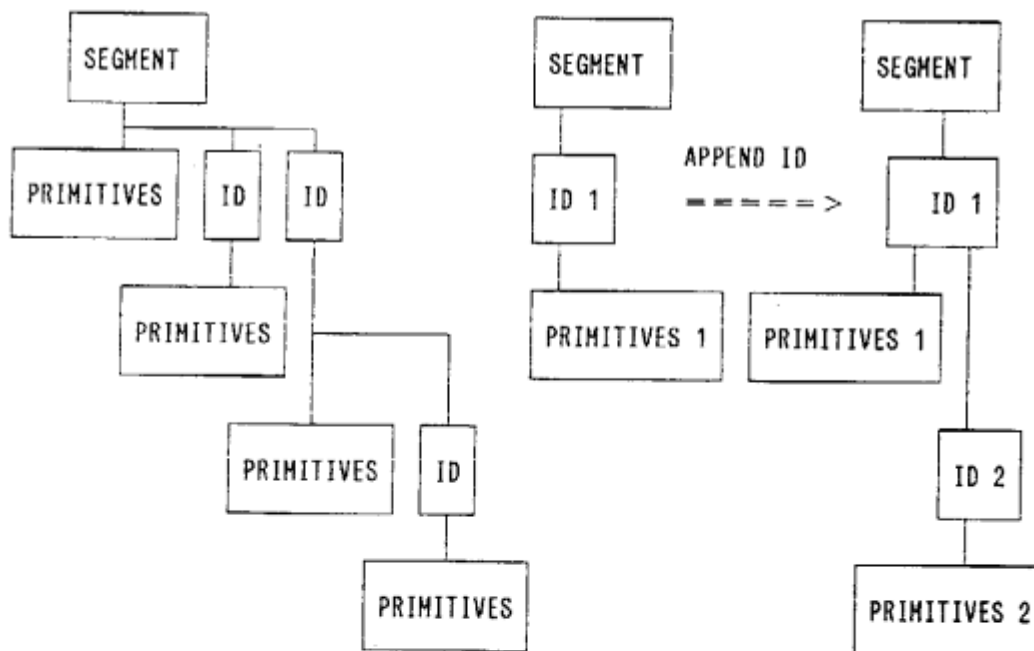 SEGMENT
PRIMITIVES
ID
ID
PRIMITIVES
PRIMITIVES
ID
PRIMITIVES
SEGMENT
ID 1
PRIMITIVES 1
APPEND ID
=====>
SEGMENT
ID 1
PRIMITIVES 1
ID 2
PRIMITIVES 2